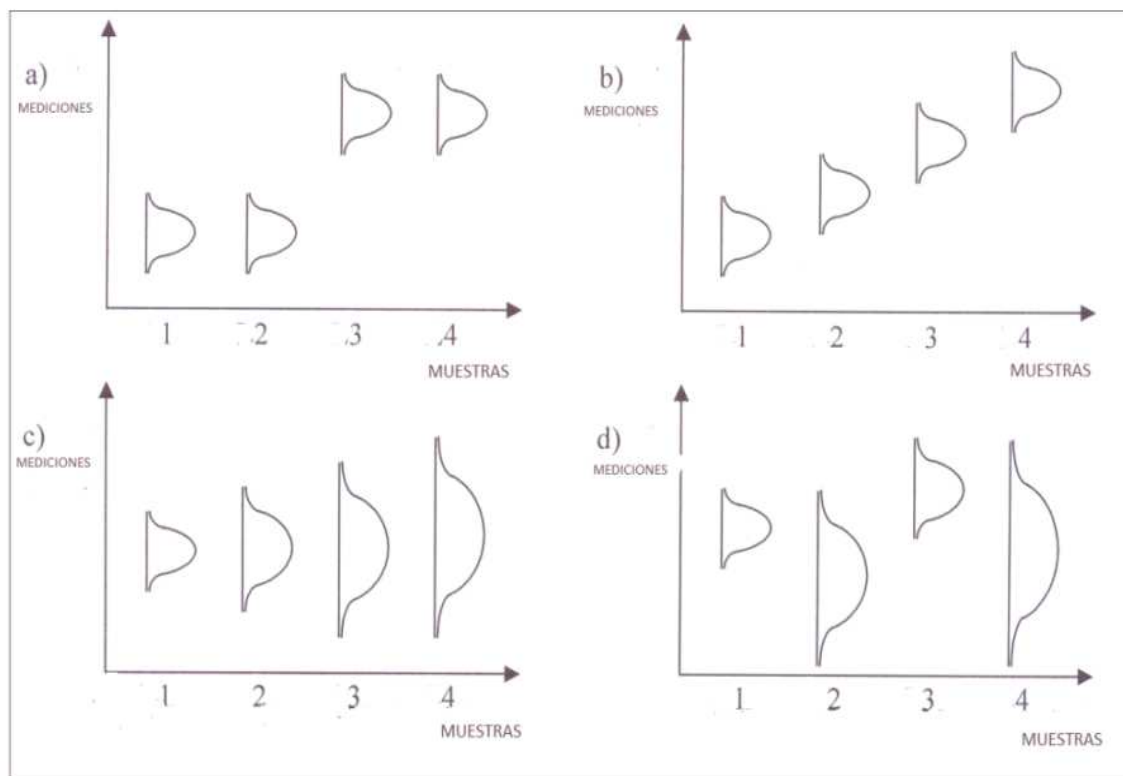 a)
MEDICIONES
1 2 3 4
MUESTRAS
b)
MEDICIONES
1 2 3 4
MUESTRAS
c)
MEDICIONES
1 2 3 4
MUESTRAS
d)
MEDICIONES
1 2 3 4
MUESTRAS